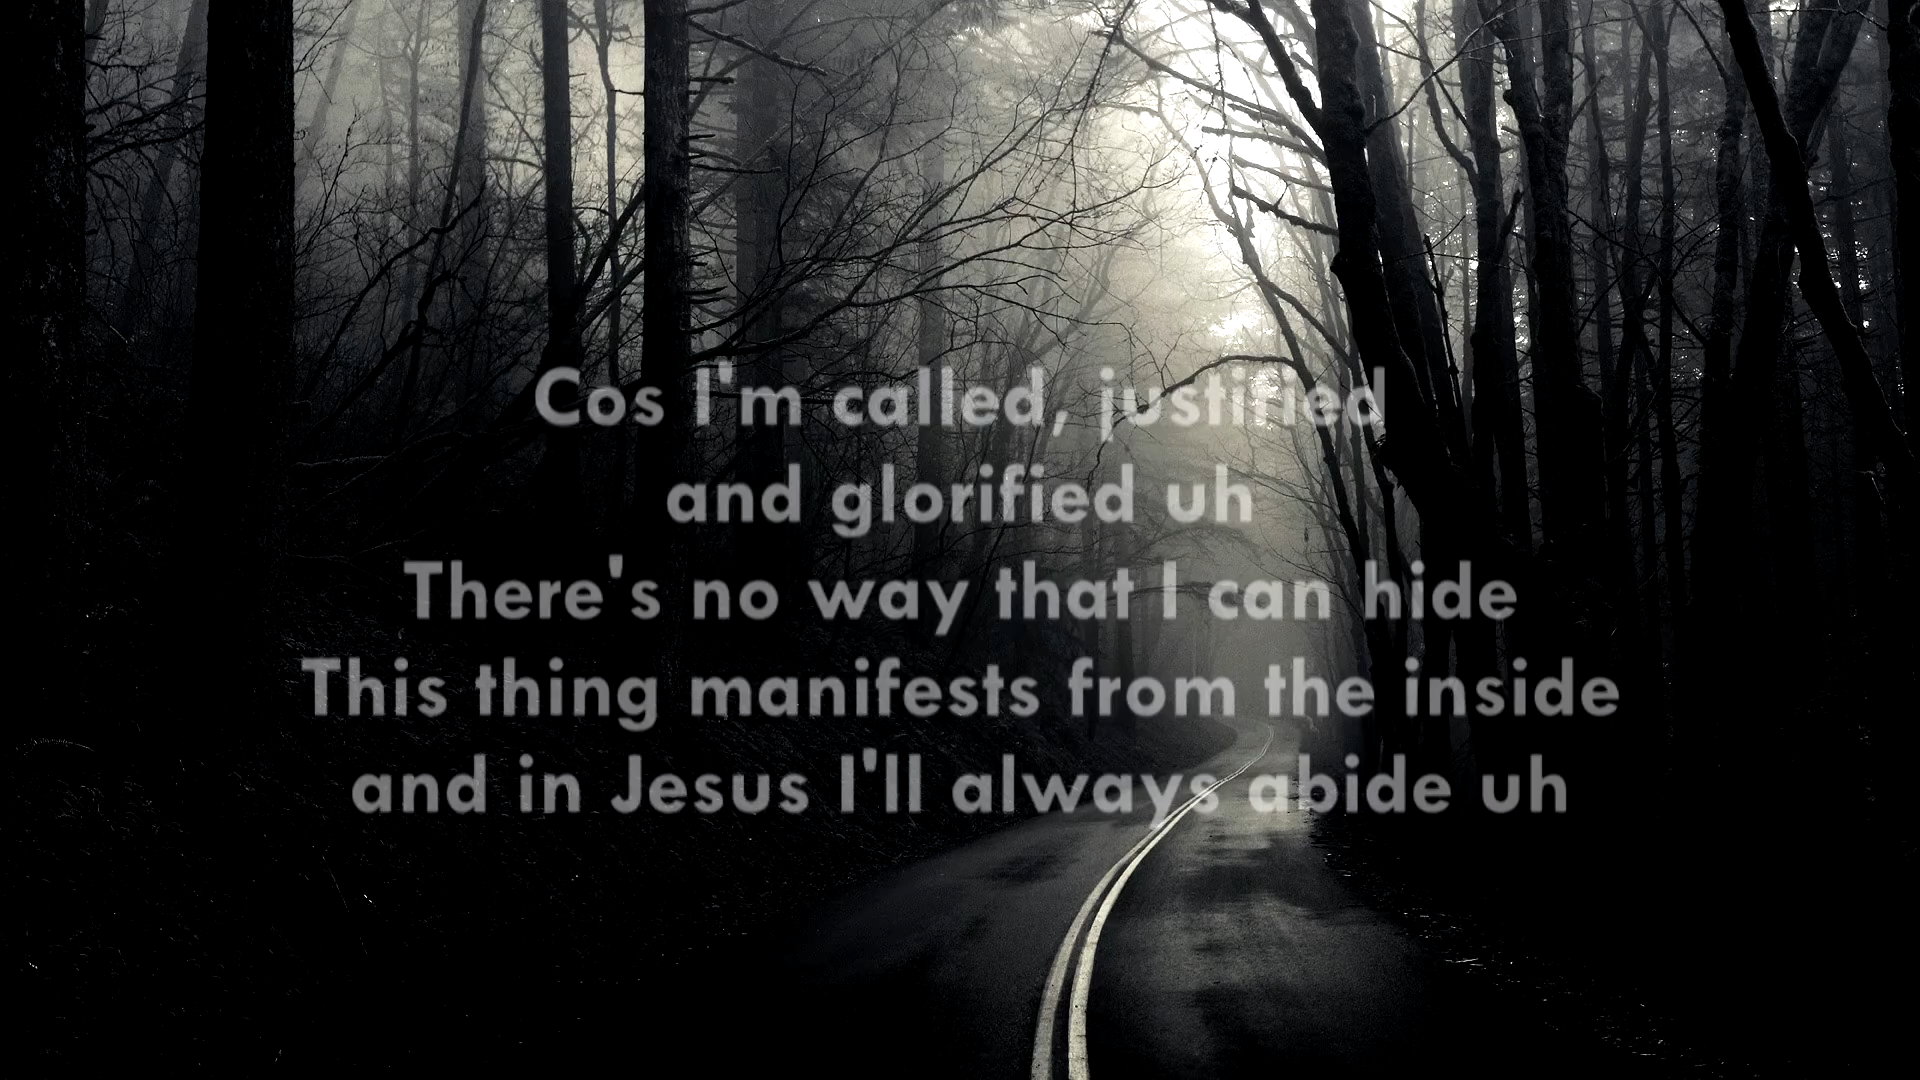 Cos I'm called, justified
and glorified uh
There's no way that I can hide
This thing manifests from the inside
and in Jesus I'll always abide uh